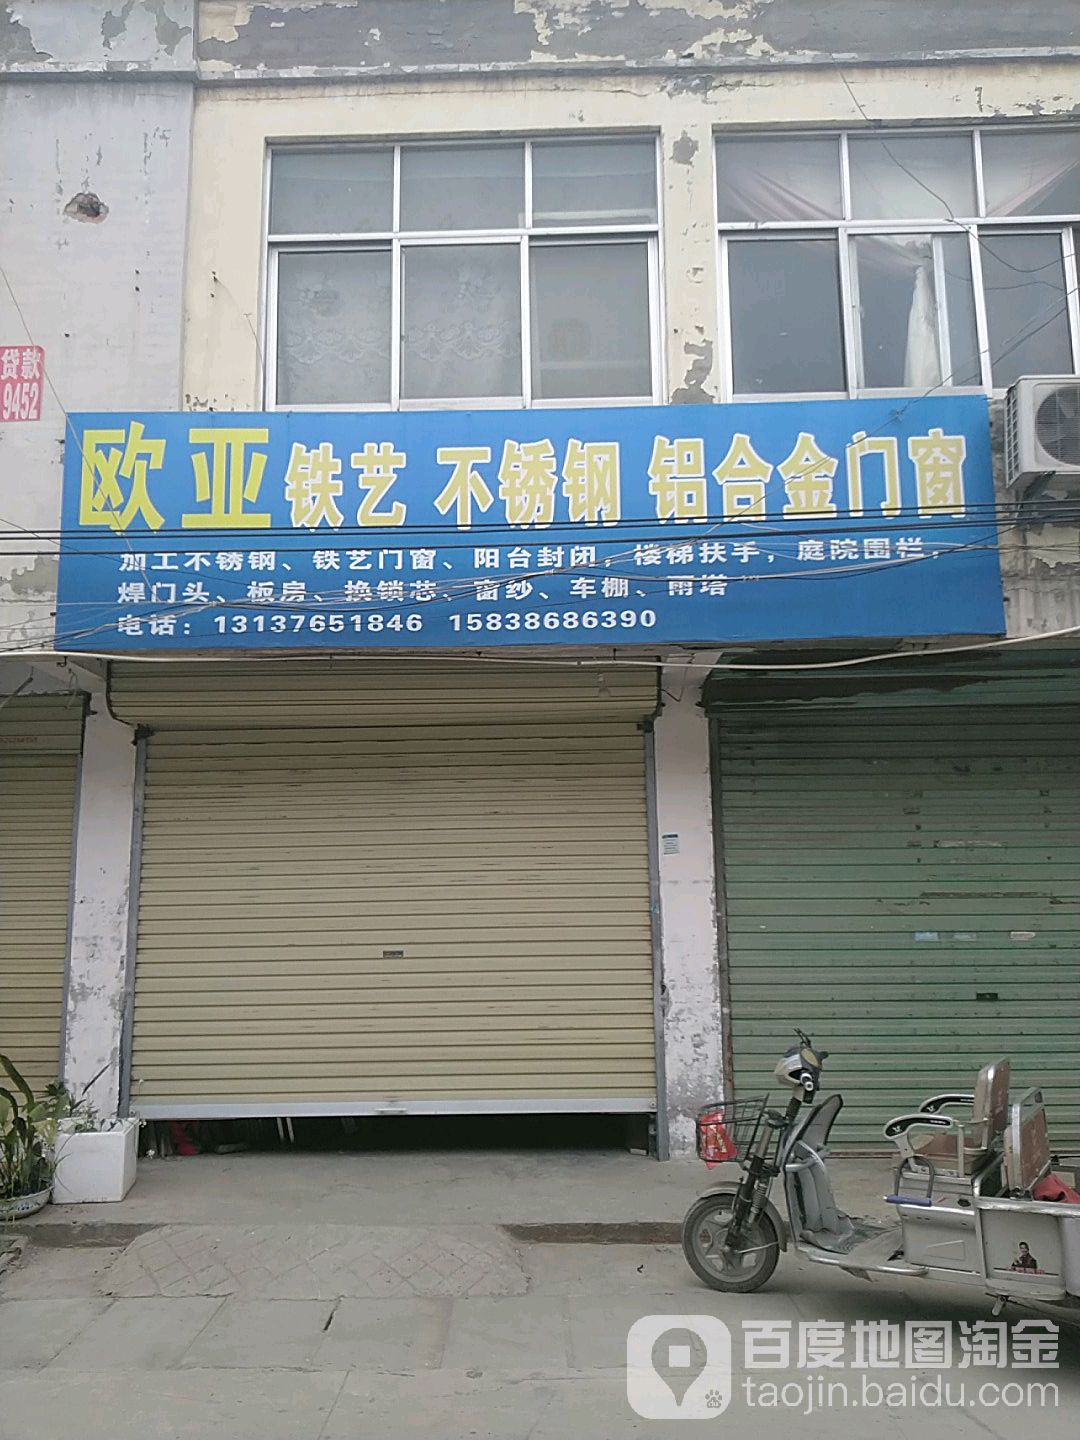 贷款
9452
欧亚铁艺 不锈钢 铝合金门窗
加工不锈钢、铁艺门窗、阳台封闭，楼梯扶手，庭院围栏，
焊门头、板房、换锁芯、窗纱、车棚、雨塔
电话：13137651846 15838686390
百度地图淘金
taojin.baidu.com